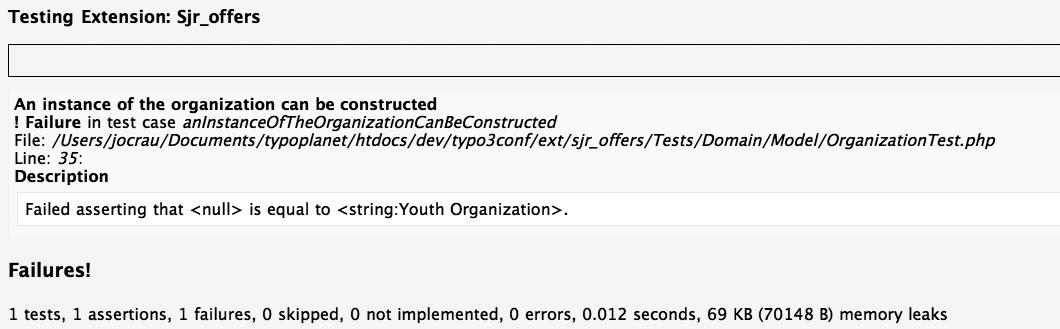 Testing Extension: Sjr_offers
An instance of the organization can be constructed
! Failure in test case anInstanceOfTheOrganizationCanBeConstructed
File: /Users/jocrau/Documents/typoplanet/htdocs/dev/typo3conf/ext/sjr_offers/Tests/Domain/Model/OrganizationTest.php
Line: 35:
Description
Failed asserting that <null> is equal to <string:Youth Organization>.
Failures!
1 tests, 1 assertions, 1 failures, 0 skipped, 0 not implemented, 0 errors, 0.012 seconds, 69 KB (70148 B) memory leaks